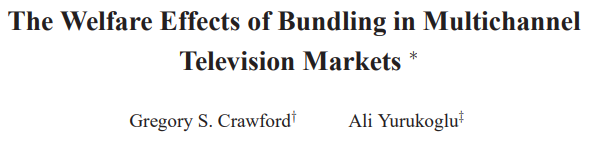 The Welfare Effects of Bundling in Multichannel
Television Markets *
Gregory S. Crawford† Ali Yurukoglu‡